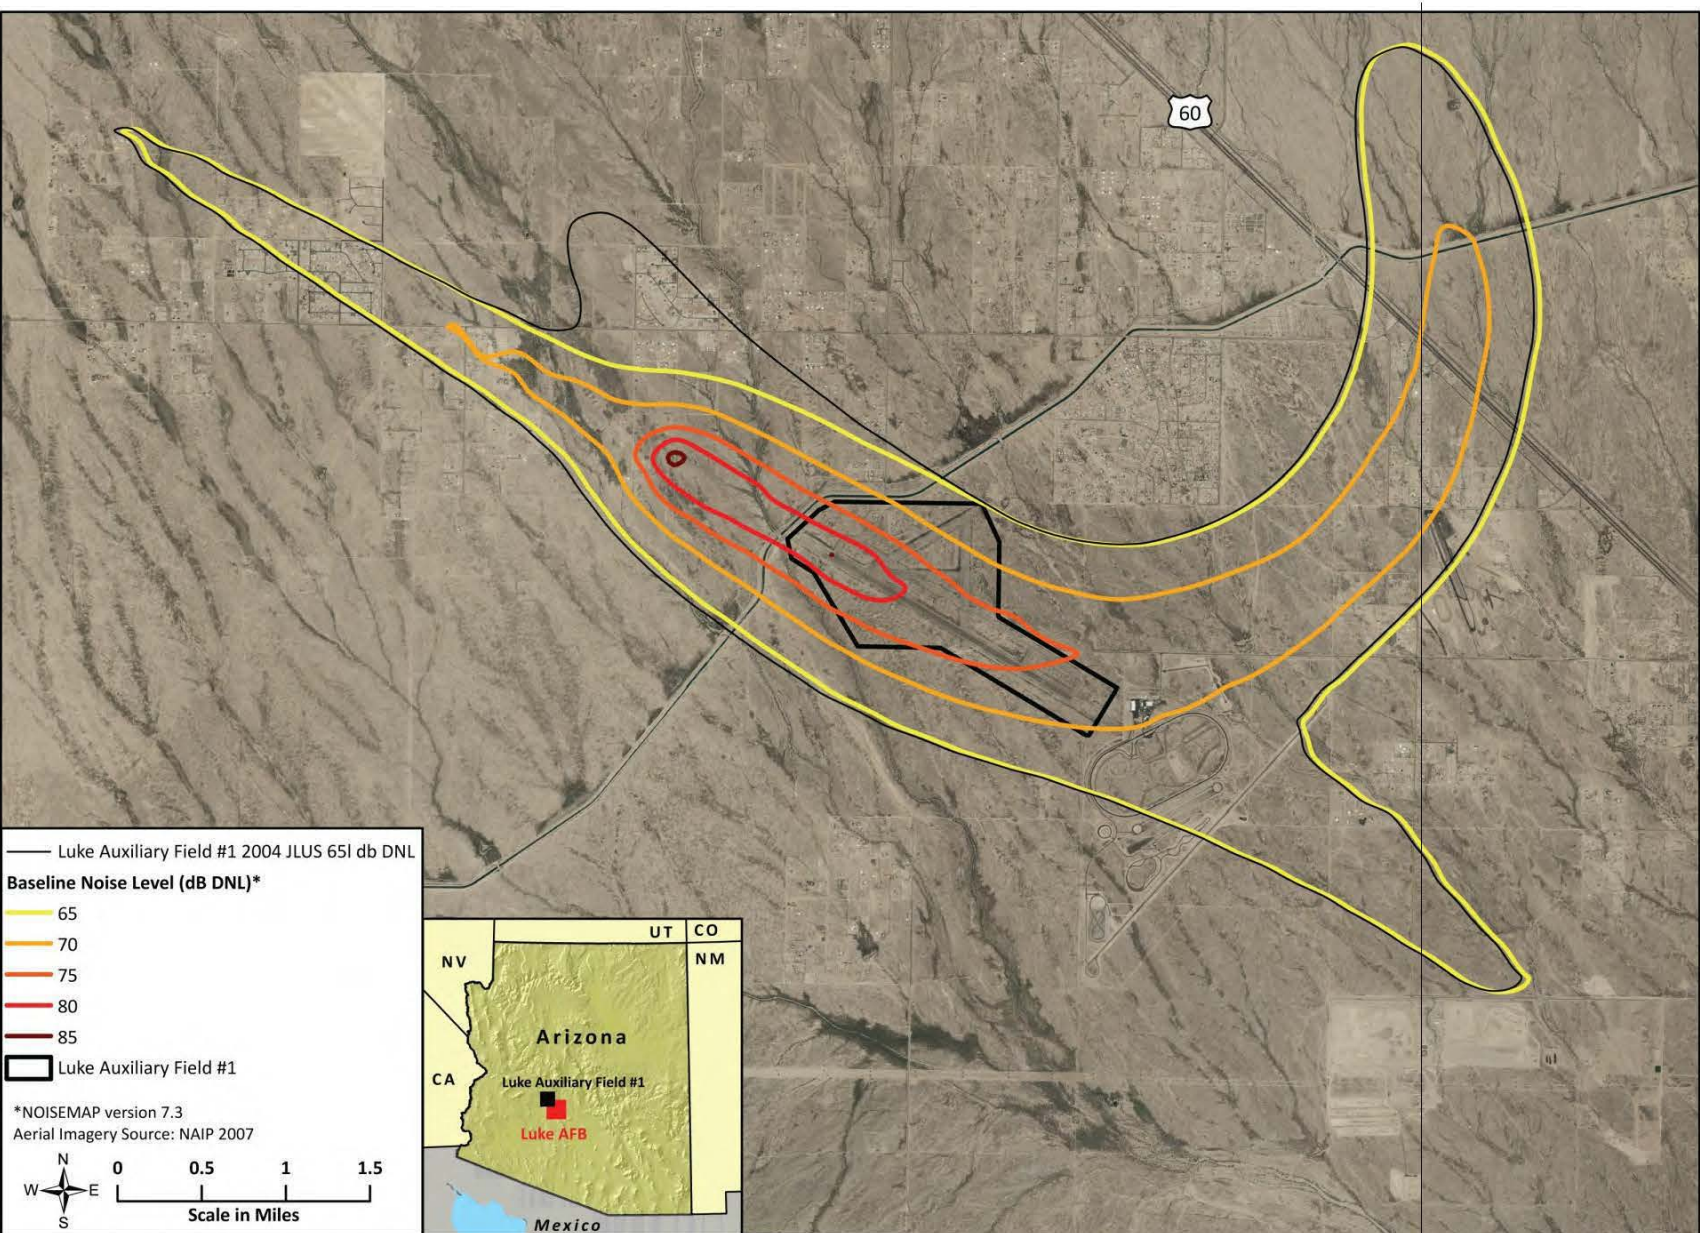 60
Luke Auxiliary Field #1 2004 JLUS 65l db DNL
Baseline Noise Level (dB DNL)*
65
70
75
80
85
Luke Auxiliary Field #1
*NOISEMAP version 7.3
Aerial Imagery Source: NAIP 2007
N
W E
S
0 0.5 1 1.5
Scale in Miles
UT CO
NV NM
Arizona
CA
Luke Auxiliary Field #1
Luke AFB
Mexico